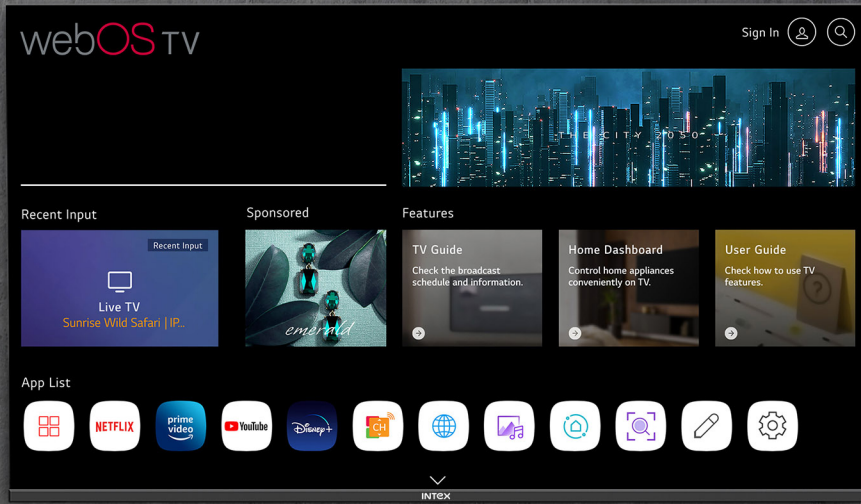 webOS TV
Sign In
THE CITY 2050
Recent Input
Sponsored
Features
Recent Input
Live TV
Sunrise Wild Safari | IP...
emerald
TV Guide
Check the broadcast
schedule and information.
Home Dashboard
Control home appliances
conveniently on TV.
User Guide
Check how to use TV
features.
?
App List
NETFLIX
prime
video
YouTube
Disney+
CH
INTEX